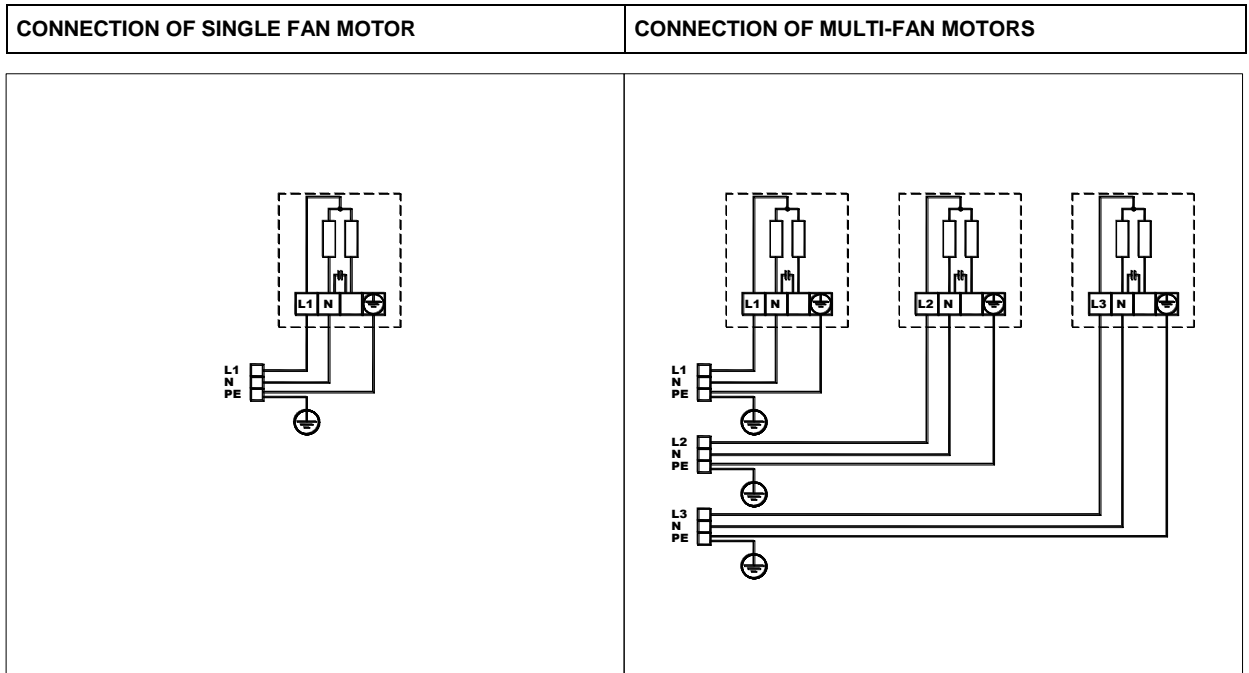 CONNECTION OF SINGLE FAN MOTOR
CONNECTION OF MULTI-FAN MOTORS
L1 N
L1
N
PE
L1 N
L2 N
L3 N
L1
N
PE
L2
N
PE
L3
N
PE